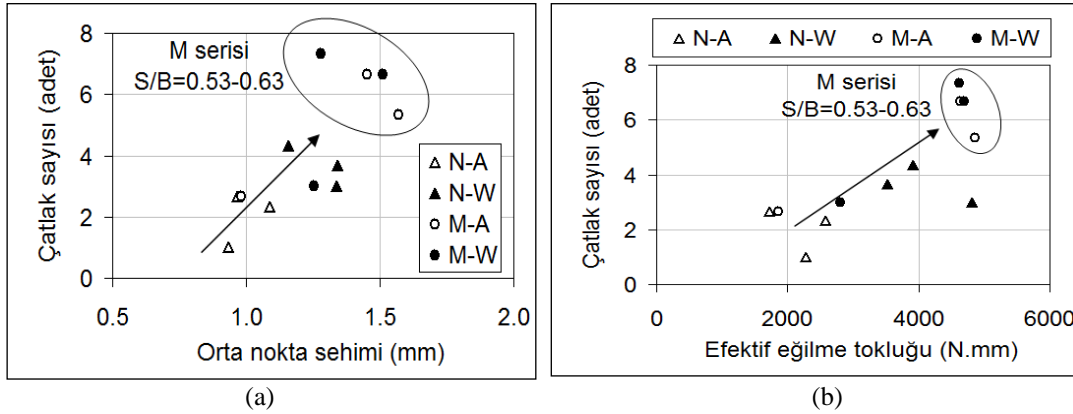 Çatlak sayısı (adet)
8
6
4
2
0
M serisi
S/B=0.53-0.63
N-A
N-W
M-A
M-W
0.5
1.0
1.5
2.0
Orta nokta sehimi (mm)
(a)
N-A N-W M-A M-W
Çatlak sayısı (adet)
8
6
4
2
0
M serisi
S/B=0.53-0.63
0
2000
4000
6000
Efektif eğilme tokluğu (N.mm)
(b)